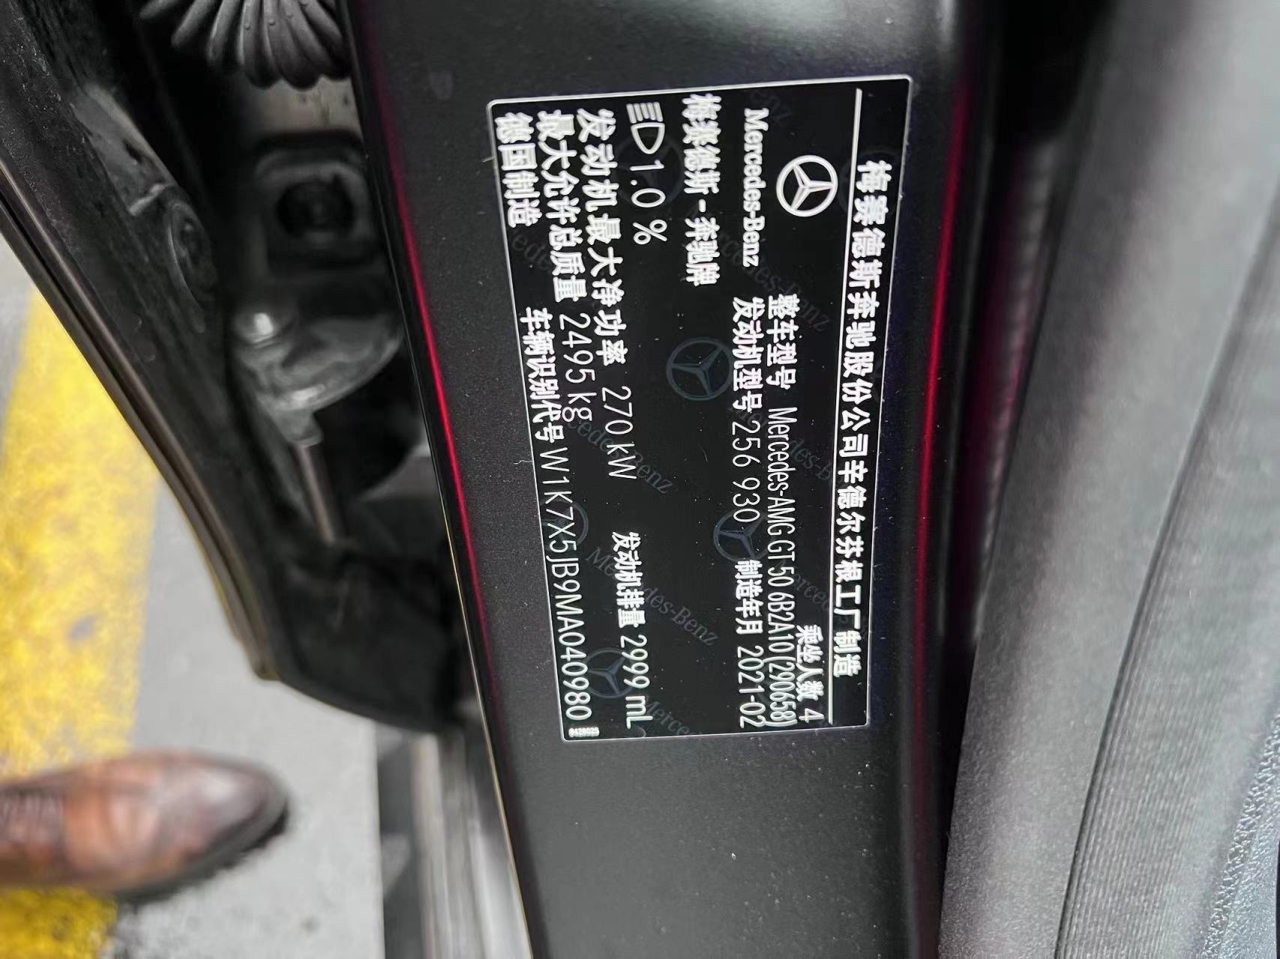 梅赛德斯奔驰股份公司辛德尔芬根工厂 制造
乘坐人数 4
Mercedes-Benz
整车型号 Mercedes-AMG GT 50 6B2A10 (290658)
发动机型号 256 930 制造年月 2021-02
梅赛德斯-奔驰牌
1.0 %
发动机最大净功率 270 kW 发动机排量 2999 mL
最大允许总质量 2495 kg
德国制造 车辆识别代号 W1K7X5JB9MA040980